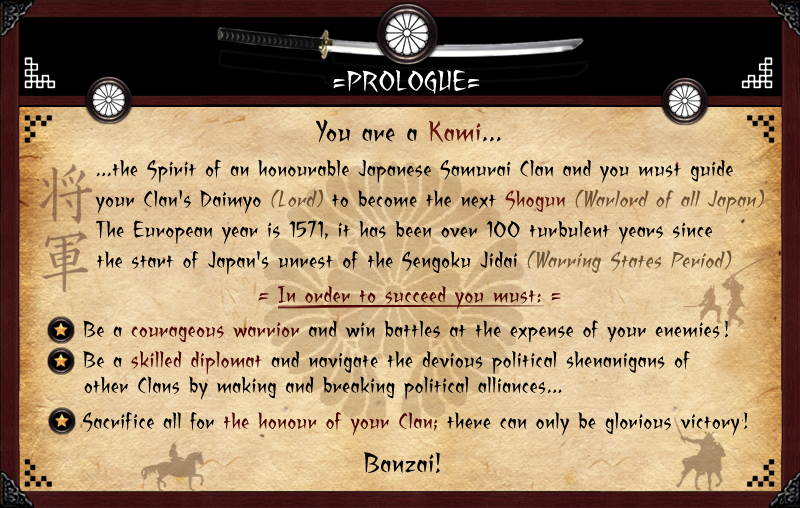 =PROLOGUE=
You are a Kami...
...the Spirit of an honourable Japanese Samurai Clan and you must guide
your Clan's Daimyo (Lord) to become the next Shogun (Warlord of all Japan)
The European year is 1571, it has been over 100 turbulent years since
the start of Japan's unrest of the Sengoku Jidai (Warring States Period)
将軍
= In order to succeed you must: =
Be a courageous warrior and win battles at the expense of your enemies!
Be a skilled diplomat and navigate the devious political shenanigans of
other Clans by making and breaking political alliances...
Sacrifice all for the honour of your Clan; there can only be glorious victory!
Banzai!